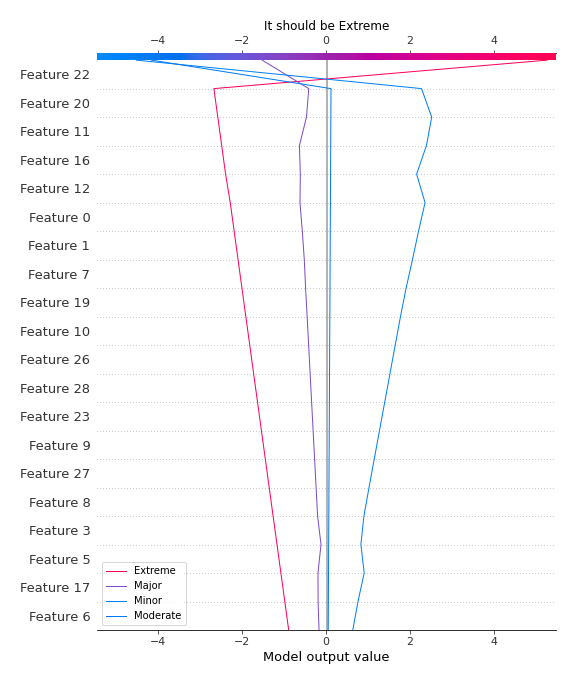 It should be Extreme
−4 −2 0 2 4
Feature 22
Feature 20
Feature 11
Feature 16
Feature 12
Feature 0
Feature 1
Feature 7
Feature 19
Feature 10
Feature 26
Feature 28
Feature 23
Feature 9
Feature 27
Feature 8
Feature 3
Feature 5
Feature 17
Feature 6
Extreme
Major
Minor
Moderate
−4 −2 0 2 4
Model output value